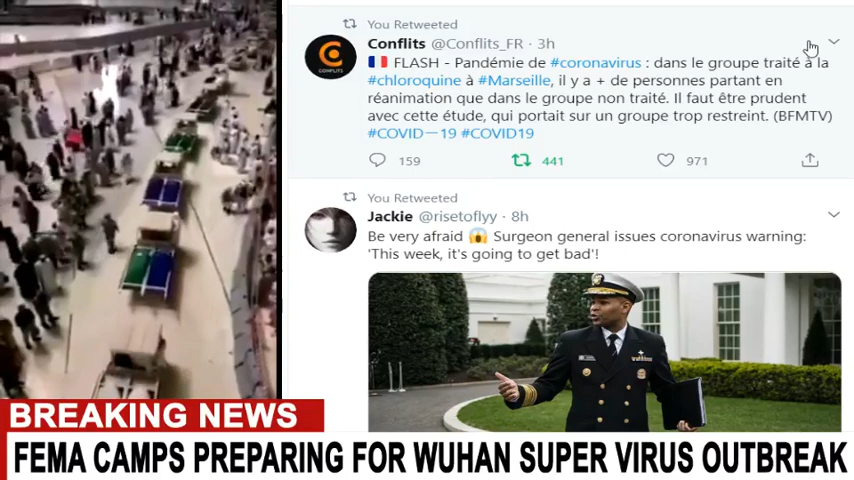 You Retweeted
Conflits @Conflits_FR · 3h
FLASH - Pandémie de #coronavirus : dans le groupe traité à la
#chloroquine à #Marseille, il y a + de personnes partant en
réanimation que dans le groupe non traité. Il faut être prudent
avec cette étude, qui portait sur un groupe trop restreint. (BFMTV)
#COVID—19 #COVID19
159 441 971
CONFLITS
You Retweeted
Jackie @risetoflyy · 8h
Be very afraid 😱 Surgeon general issues coronavirus warning:
'This week, it's going to get bad'!
BREAKING NEWS
FEMA CAMPS PREPARING FOR WUHAN SUPER VIRUS OUTBREAK